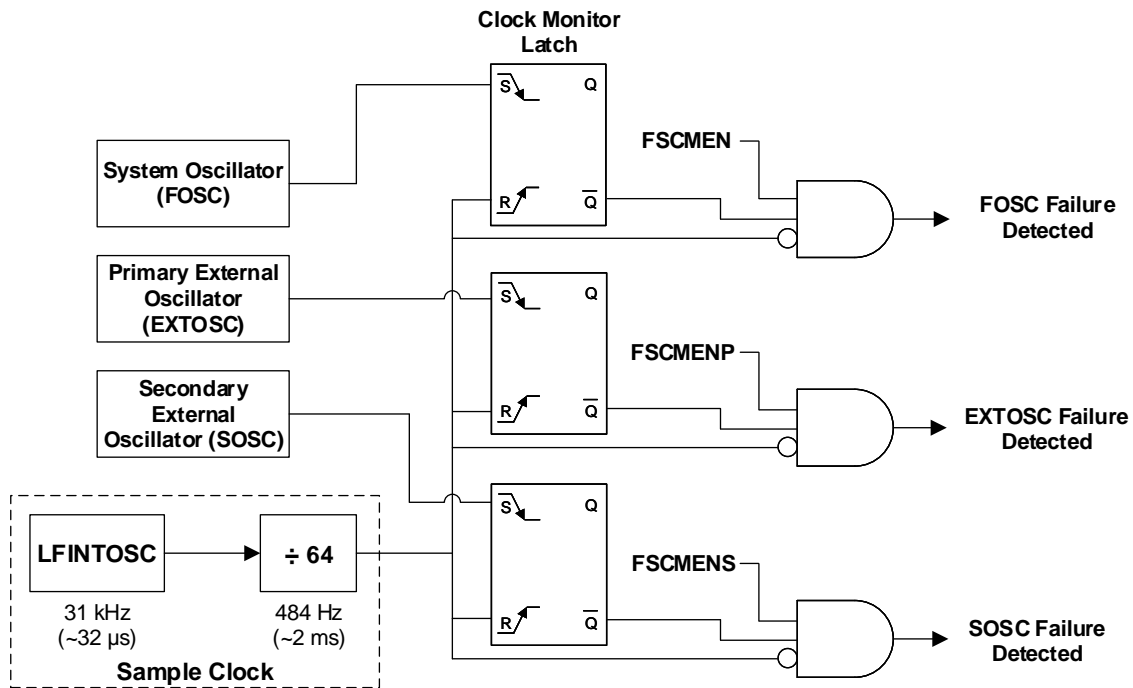 Clock Monitor
Latch
System Oscillator
(FOSC)
S
Q
R
Q
FSCMEN
FOSC Failure
Detected
Primary External
Oscillator
(EXTOSC)
S
Q
R
Q
FSCMENP
EXTOSC Failure
Detected
Secondary
External
Oscillator (SOSC)
S
Q
R
Q
FSCMENS
SOSC Failure
Detected
LFINTOSC
÷ 64
31 kHz
(~32 µs)
484 Hz
(~2 ms)
Sample Clock